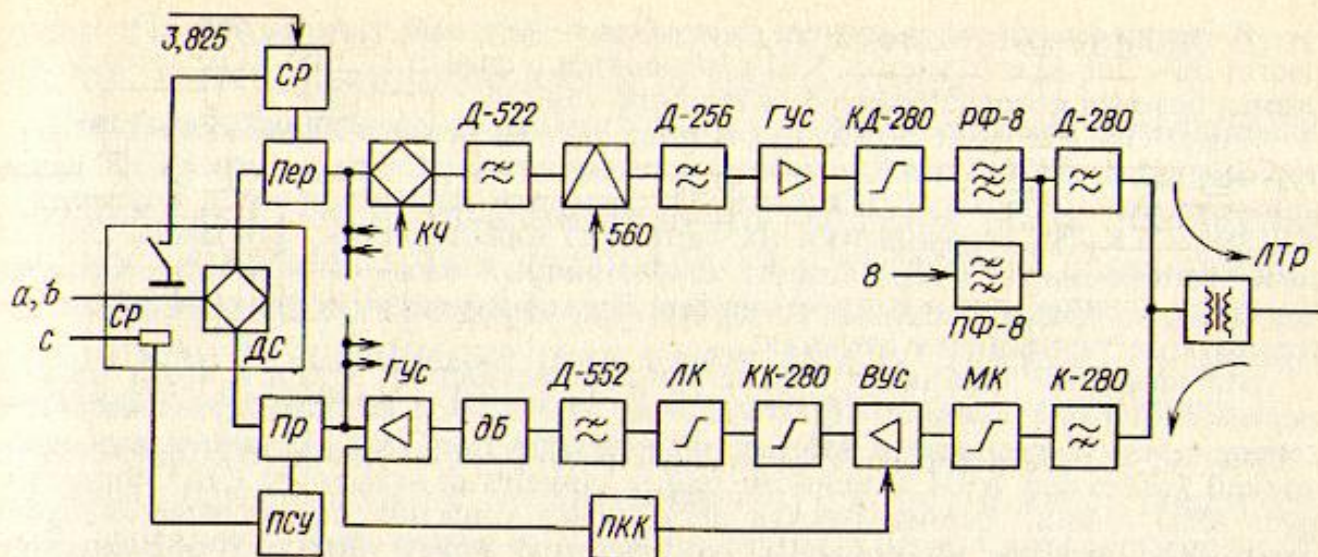 3,825
СР
Д-522
Д-256
ГУс
КД-280
РФ-8
Д-280
Пер
КЧ
560
8
ПФ-8
ЛТр
а, b
СР
с
ДС
ГУс
Д-552
ЛК
КК-280
ВУс
МК
К-280
Пр
дБ
ПСУ
ПКК